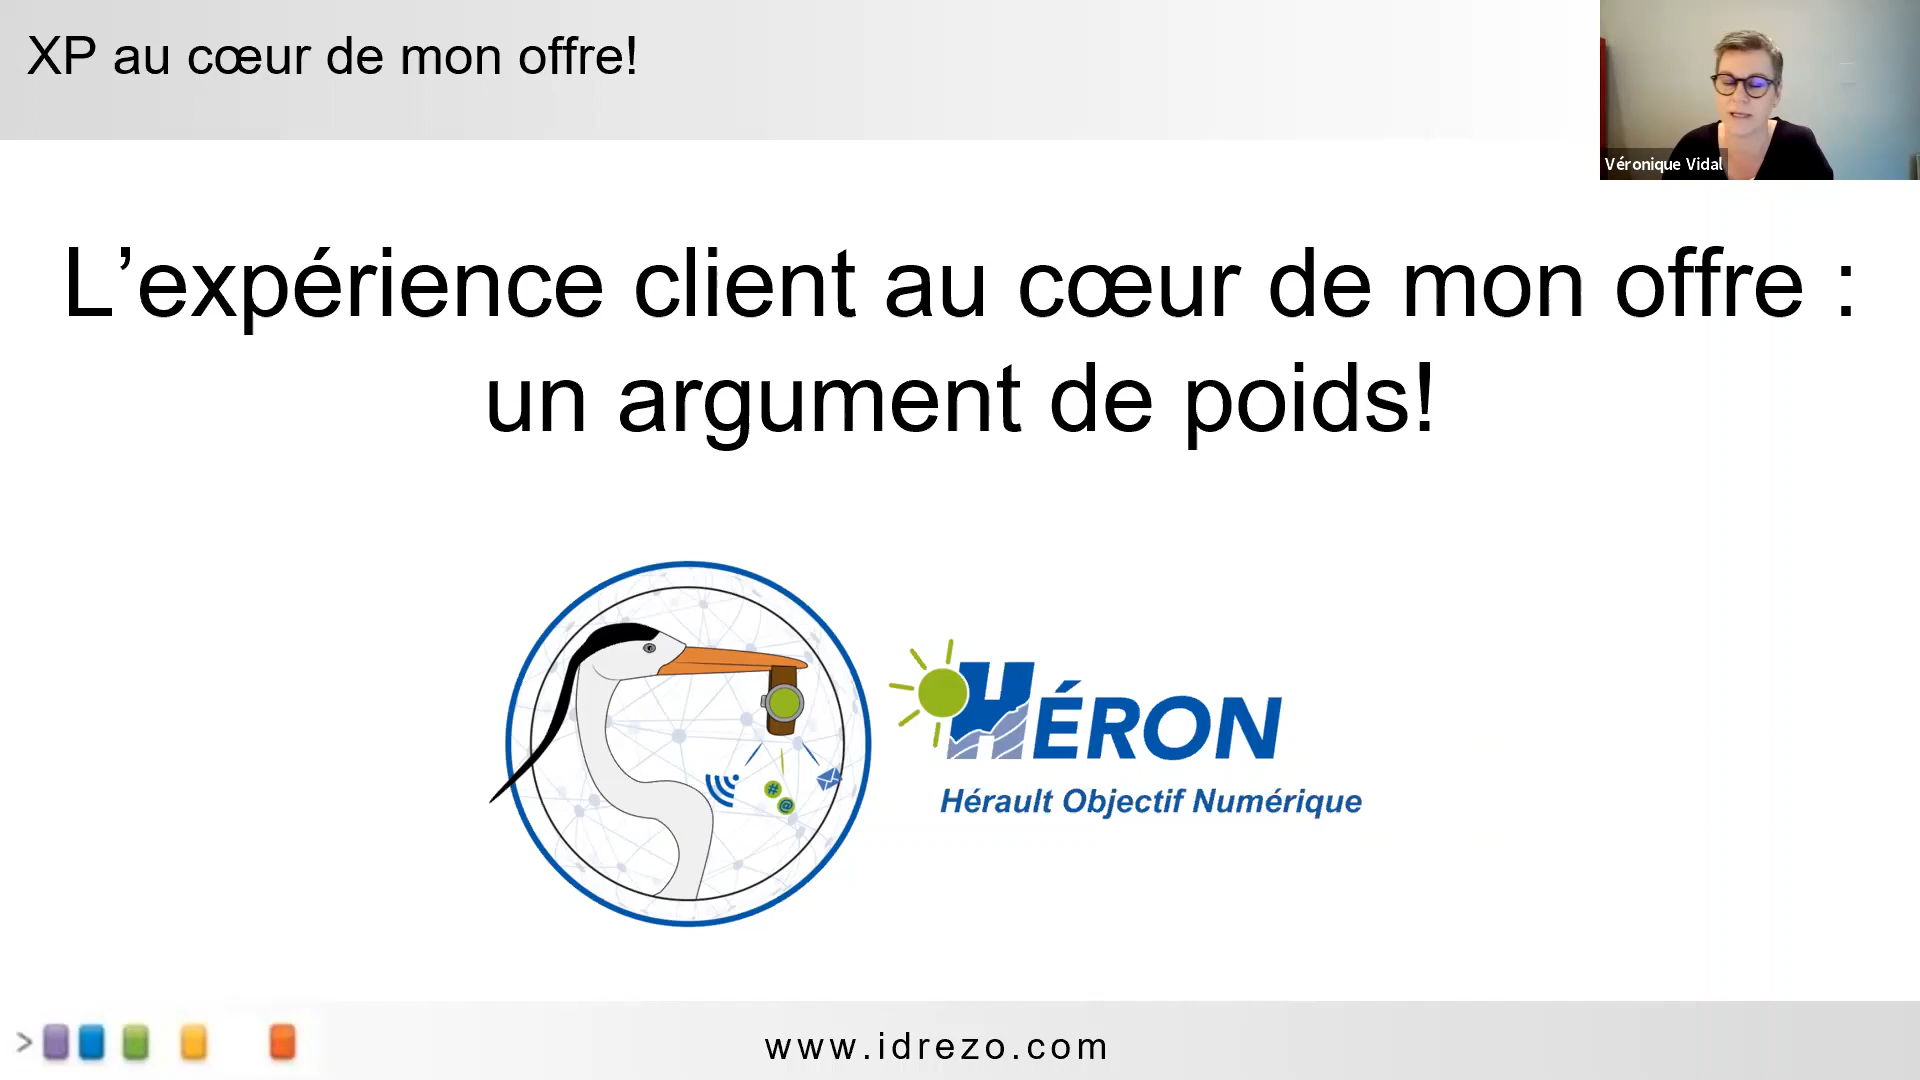 XP au cœur de mon offre!
Véronique Vidal
L’expérience client au cœur de mon offre :
un argument de poids!
HÉRON
Hérault Objectif Numérique
#
@
>
www.idrezo.com